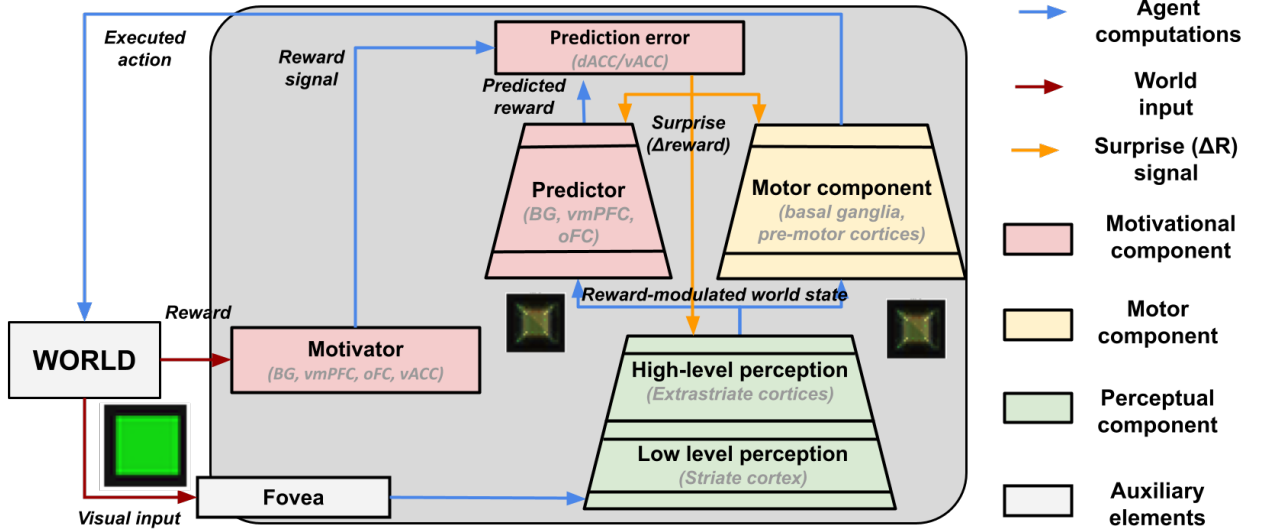 Executed
action
Reward
signal
Prediction error
(dACC/vACC)
Predicted
reward
Surprise
(Δreward)
Predictor
(BG, vmPFC,
oFC)
Motor component
(basal ganglia,
pre-motor cortices)
Reward-modulated world state
Reward
WORLD
Motivator
(BG, vmPFC, oFC, vACC)
High-level perception
(Extrastriate cortices)
Low level perception
(Striate cortex)
Fovea
Visual input
Agent
computations
World
input
Surprise (ΔR)
signal
Motivational
component
Motor
component
Perceptual
component
Auxiliary
elements